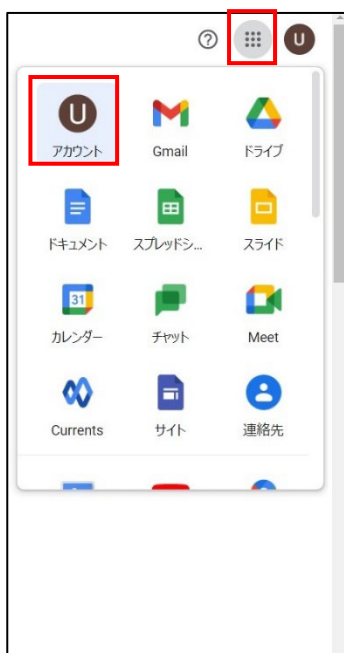 U
U
アカウント Gmail ドライブ
ドキュメント スプレッドシ... スライド
31
カレンダー チャット Meet
Currents サイト 連絡先